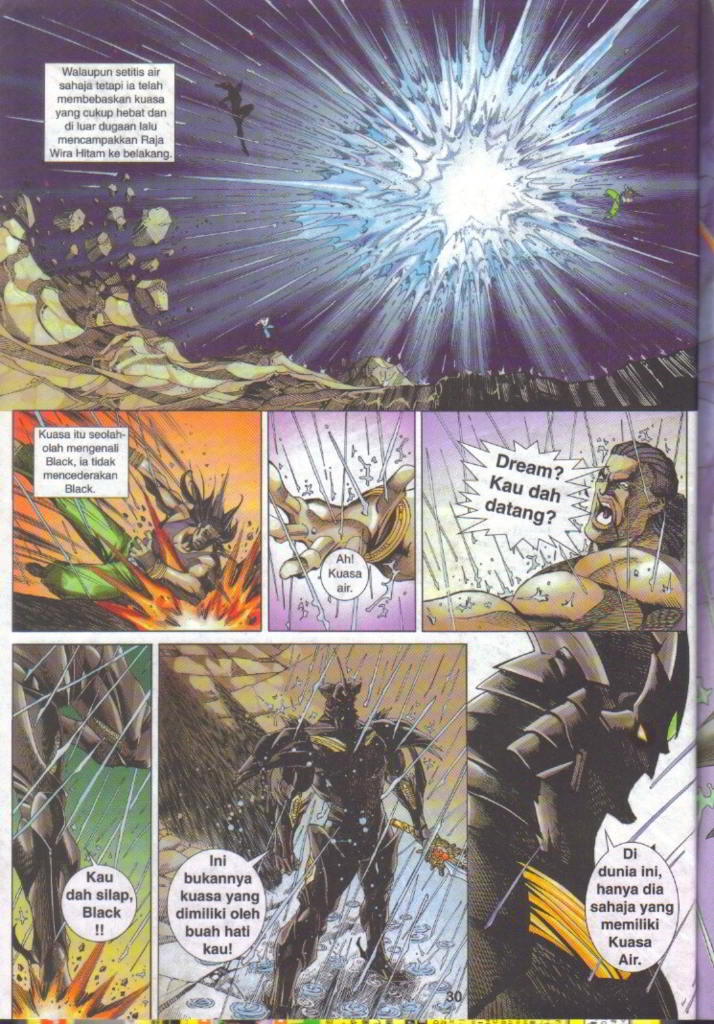 Walaupun setitis air
sahaja tetapi ia telah
membebaskan kuasa
yang cukup hebat dan
di luar dugaan lalu
mencampakkan Raja
Wira Hitam ke belakang.
Kuasa itu seolah-
olah mengenali
Black, ia tidak
mencederakan
Black.
Ah!
Kuasa
air.
Dream?
Kau dah
datang?
Kau
dah silap,
Black
!!
Ini
bukannya
kuasa yang
dimiliki oleh
buah hati
kau!
Di
dunia ini,
hanya dia
sahaja yang
memiliki
Kuasa
Air.
30